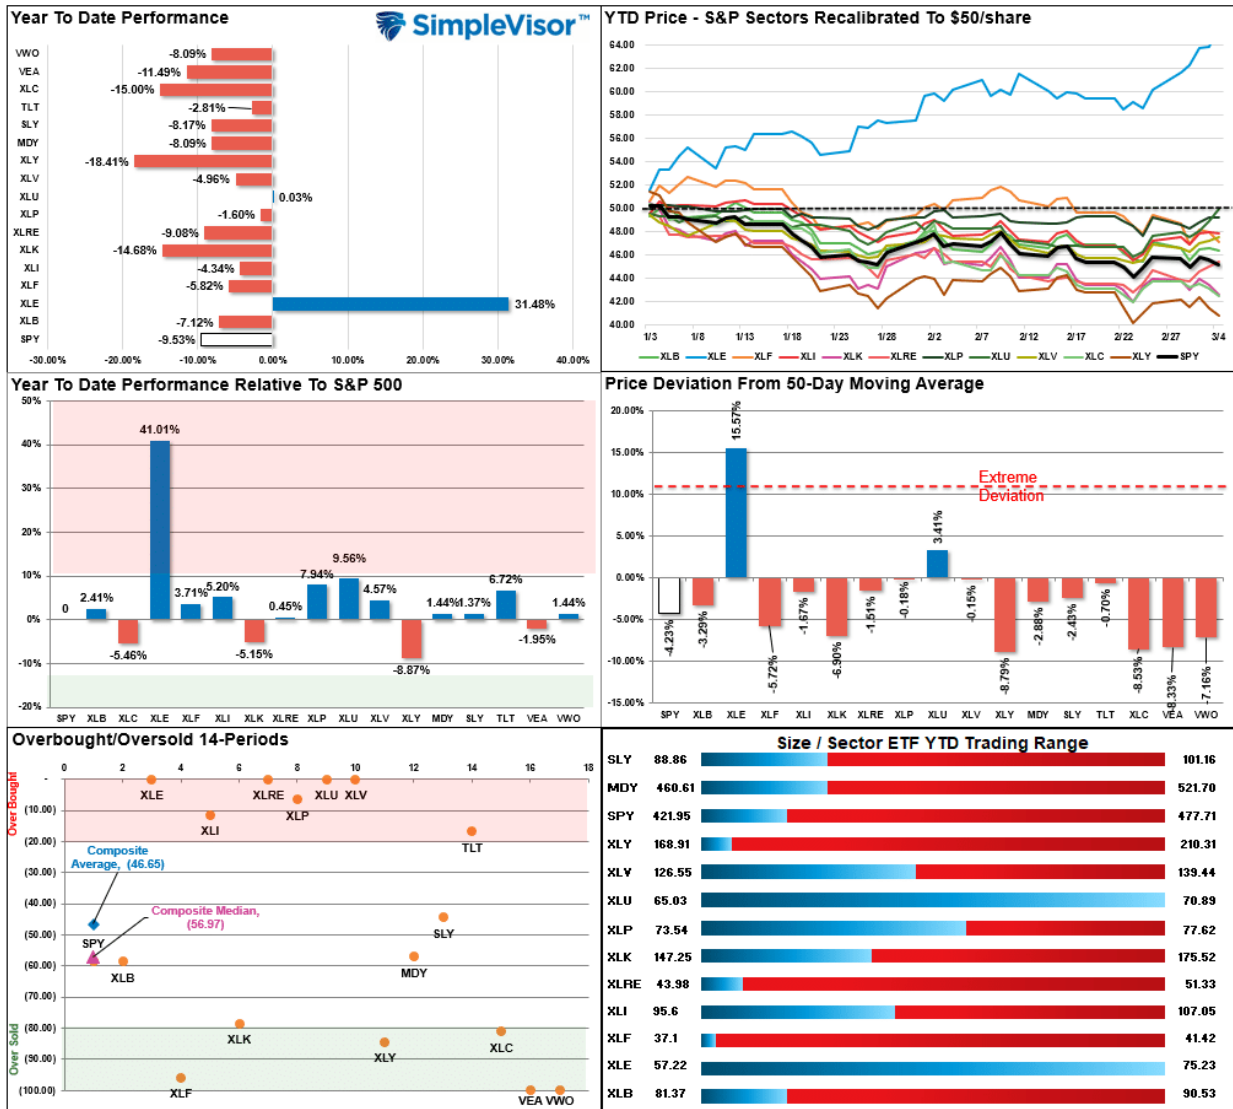 Year To Date Performance
SimpleVisor™
VWO -8.09%
VEA -11.49%
XLC -15.00%
TLT -2.81%
SLY -8.17%
MDY -8.09%
XLY -18.41%
XLV -4.96%
XLU 0.03%
XLP -1.60%
XLRE -9.08%
XLK -14.68%
XLI -4.34%
XLF -5.82%
XLE 31.48%
XLB -7.12%
SPY -9.53%
-30.00% -20.00% -10.00% 0.00% 10.00% 20.00% 30.00% 40.00%
YTD Price - S&P Sectors Recalibrated To $50/share
64.00
62.00
60.00
58.00
56.00
54.00
52.00
50.00
48.00
46.00
44.00
42.00
40.00
1/3 1/8 1/13 1/18 1/23 1/28 2/2 2/7 2/12 2/17 2/22 2/27 3/4
XLB XLE XLF XLI XLK XLRE XLP XLU XLV XLC XLY SPY
Year To Date Performance Relative To S&P 500
50%
40%
30%
20%
10%
0%
-10%
-20%
0 2.41% -5.46% 41.01% 3.71% 5.20% -5.15% 0.45% 7.94% 9.56% 4.57% -8.87% 1.44% 1.37% 6.72% -1.95% 1.44%
SPY XLB XLC XLE XLF XLI XLK XLRE XLP XLU XLV XLY MDY SLY TLT VEA VWO
Price Deviation From 50-Day Moving Average
20.00%
15.00%
10.00%
5.00%
0.00%
-5.00%
-10.00%
-15.00%
Extreme
Deviation
-4.23% -3.29% 15.57% -5.72% -1.67% -6.90% -1.51% -0.18% 3.41% -0.15% -8.79% -2.88% -2.43% -0.70% -8.53% -8.33% -7.16%
SPY XLB XLE XLF XLI XLK XLRE XLP XLU XLV XLY MDY SLY TLT XLC VEA VWO
Overbought/Oversold 14-Periods
0 2 4 6 8 10 12 14 16 18
-
(10.00)
(20.00)
(30.00)
(40.00)
(50.00)
(60.00)
(70.00)
(80.00)
(90.00)
(100.00)
Over Bought
Over Sold
XLE XLRE XLU XLV
XLP
XLI
TLT
Composite
Average, (46.65)
Composite Median,
(56.97)
SPY
SLY
XLB
MDY
XLK
XLY
XLC
XLF
VEA VWO
Size / Sector ETF YTD Trading Range
SLY 88.86 101.16
MDY 460.61 521.70
SPY 421.95 477.71
XLY 168.91 210.31
XLV 126.55 139.44
XLU 65.03 70.89
XLP 73.54 77.62
XLK 147.25 175.52
XLRE 43.98 51.33
XLI 95.6 107.05
XLF 37.1 41.42
XLE 57.22 75.23
XLB 81.37 90.53